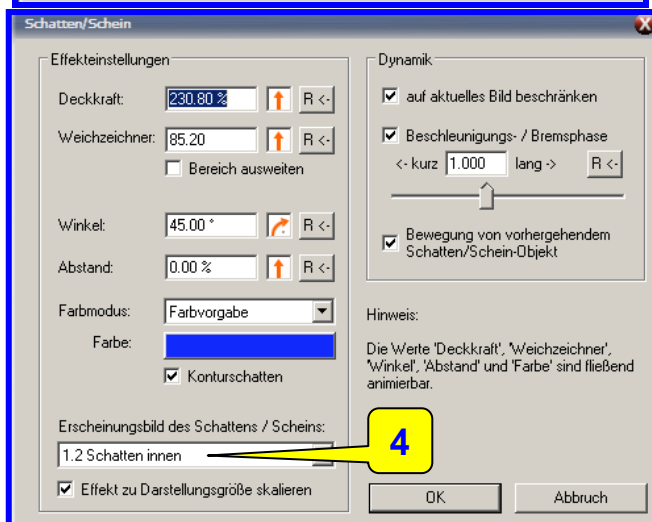 Schatten/Schein
Effekteinstellungen
Deckkraft: 230.80 % R <-
Weichzeichner: 85.20 R <-
Bereich ausweiten
Winkel: 45.00 ° R <-
Abstand: 0.00 % R <-
Farbmodus: Farbvorgabe
Farbe:
Konturschatten
Erscheinungsbild des Schattens / Scheins:
1.2 Schatten innen
Effekt zu Darstellungsgröße skalieren
Dynamik
auf aktuelles Bild beschränken
Beschleunigungs- / Bremsphase
<- kurz 1.000 lang -> R <-
Bewegung von vorhergehendem
Schatten/Schein-Objekt
Hinweis:
Die Werte 'Deckkraft', 'Weichzeichner',
'Winkel', 'Abstand' und 'Farbe' sind fließend
animierbar.
4
OK Abbruch